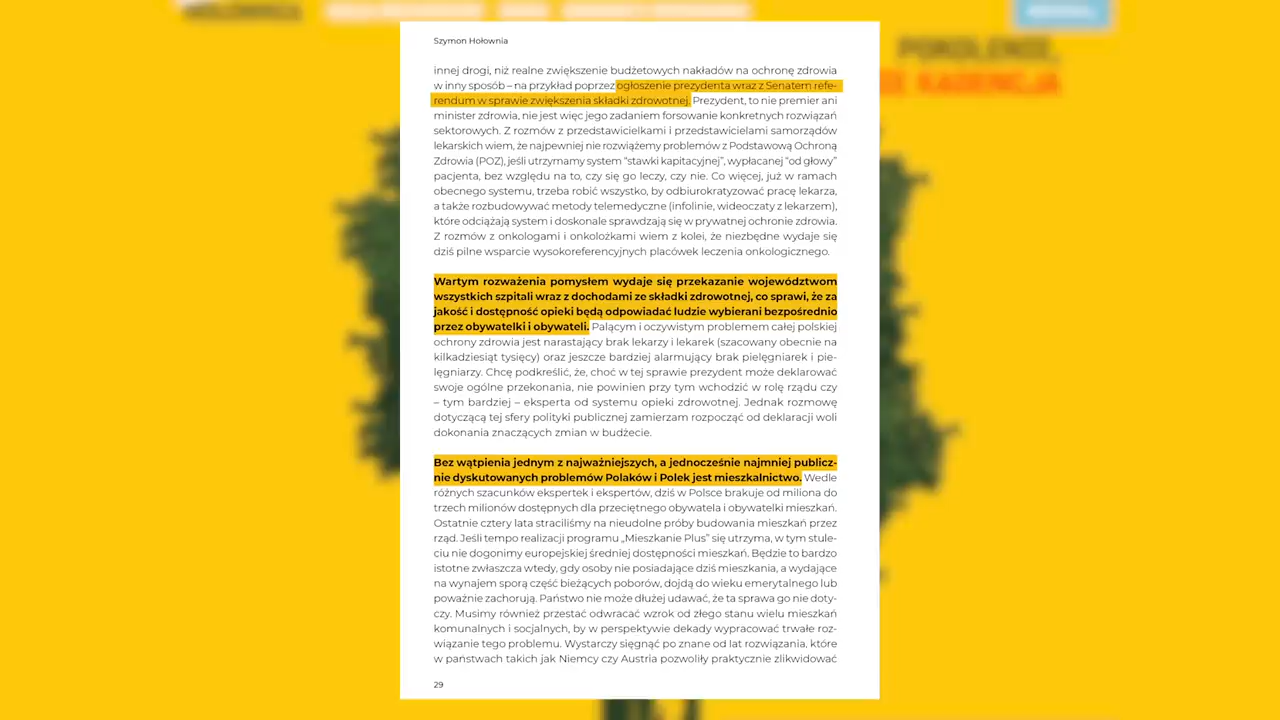 HOŁOWNIA
POKOLENIE,
KADENCJA
Szymon Hołownia
innej drogi, niż realne zwiększenie budżetowych nakładów na ochronę zdrowia
w inny sposób – na przykład poprzez ogłoszenie prezydenta wraz z Senatem refe-
rendum w sprawie zwiększenia składki zdrowotnej. Prezydent, to nie premier ani
minister zdrowia, nie jest więc jego zadaniem forsowanie konkretnych rozwiązań
sektorowych. Z rozmów z przedstawicielkami i przedstawicielami samorządów
lekarskich wiem, że najpewniej nie rozwiążemy problemów z Podstawową Ochroną
Zdrowia (POZ), jeśli utrzymamy system “stawki kapitacyjnej”, wypłacanej “od głowy”
pacjenta, bez względu na to, czy się go leczy, czy nie. Co więcej, już w ramach
obecnego systemu, trzeba robić wszystko, by odbiurokratyzować pracę lekarza,
a także rozbudowywać metody telemedyczne (infolinie, wideoczaty z lekarzem),
które odciążają system i doskonale sprawdzają się w prywatnej ochronie zdrowia.
Z rozmów z onkologami i onkolożkami wiem z kolei, że niezbędne wydaje się
dziś pilne wsparcie wysokoreferencyjnych placówek leczenia onkologicznego.
Wartym rozważenia pomysłem wydaje się przekazanie województwom
wszystkich szpitali wraz z dochodami ze składki zdrowotnej, co sprawi, że za
jakość i dostępność opieki będą odpowiadać ludzie wybierani bezpośrednio
przez obywatelki i obywateli. Palącym i oczywistym problemem całej polskiej
ochrony zdrowia jest narastający brak lekarzy i lekarek (szacowany obecnie na
kilkadziesiąt tysięcy) oraz jeszcze bardziej alarmujący brak pielęgniarek i pie-
lęgniarzy. Chcę podkreślić, że, choć w tej sprawie prezydent może deklarować
swoje ogólne przekonania, nie powinien przy tym wchodzić w rolę rządu czy
– tym bardziej – eksperta od systemu opieki zdrowotnej. Jednak rozmowę
dotyczącą tej sfery polityki publicznej zamierzam rozpocząć od deklaracji woli
dokonania znaczących zmian w budżecie.
Bez wątpienia jednym z najważniejszych, a jednocześnie najmniej publicz-
nie dyskutowanych problemów Polaków i Polek jest mieszkalnictwo. Wedle
różnych szacunków ekspertek i ekspertów, dziś w Polsce brakuje od miliona do
trzech milionów dostępnych dla przeciętnego obywatela i obywatelki mieszkań.
Ostatnie cztery lata straciliśmy na nieudolne próby budowania mieszkań przez
rząd. Jeśli tempo realizacji programu „Mieszkanie Plus” się utrzyma, w tym stule-
ciu nie dogonimy europejskiej średniej dostępności mieszkań. Będzie to bardzo
istotne zwłaszcza wtedy, gdy osoby nie posiadające dziś mieszkania, a wydające
na wynajem sporą część bieżących poborów, dojdą do wieku emerytalnego lub
poważnie zachorują. Państwo nie może dłużej udawać, że ta sprawa go nie doty-
czy. Musimy również przestać odwracać wzrok od złego stanu wielu mieszkań
komunalnych i socjalnych, by w perspektywie dekady wypracować trwałe roz-
wiązanie tego problemu. Wystarczy sięgnąć po znane od lat rozwiązania, które
w państwach takich jak Niemcy czy Austria pozwoliły praktycznie zlikwidować
29